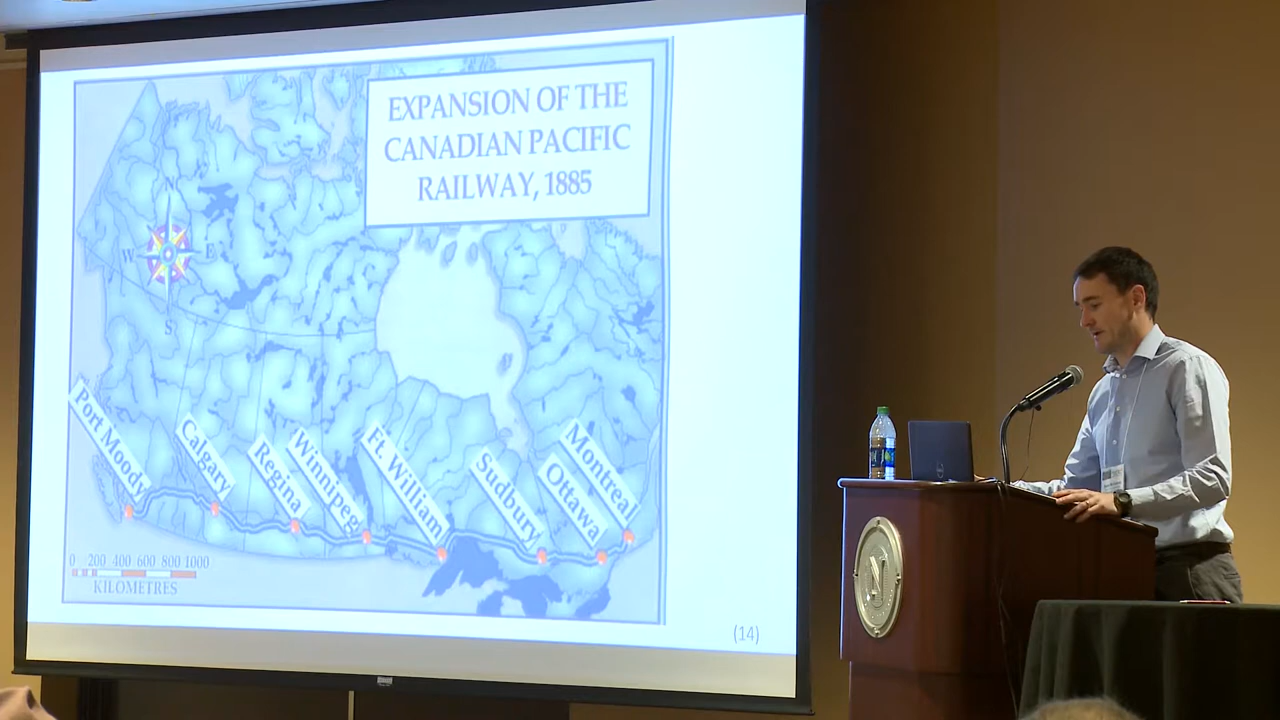 EXPANSION OF THE
CANADIAN PACIFIC
RAILWAY, 1885
N
W E
S
Port Moody
Calgary
Regina
Winnipeg
Ft. William
Sudbury
Ottawa
Montreal
0 200 400 600 800 1000
KILOMETRES
(14)
N